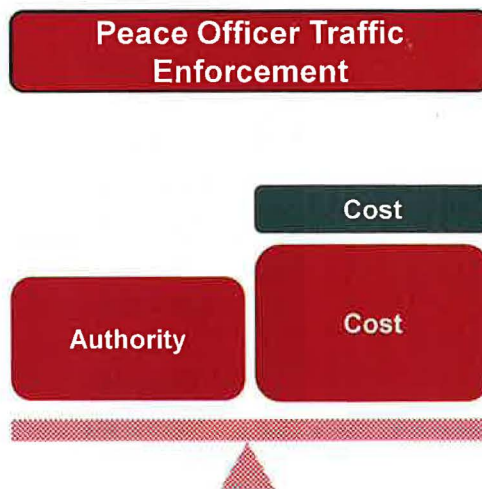 Peace Officer Traffic
Enforcement
Cost
Cost
Authority